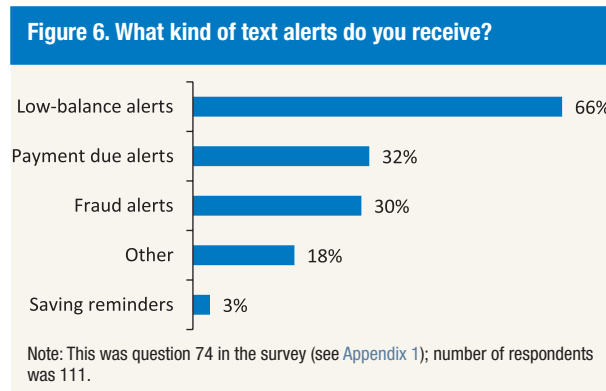 Figure 6. What kind of text alerts do you receive?
Low-balance alerts 66%
Payment due alerts 32%
Fraud alerts 30%
Other 18%
Saving reminders 3%
Note: This was question 74 in the survey (see Appendix 1); number of respondents
was 111.